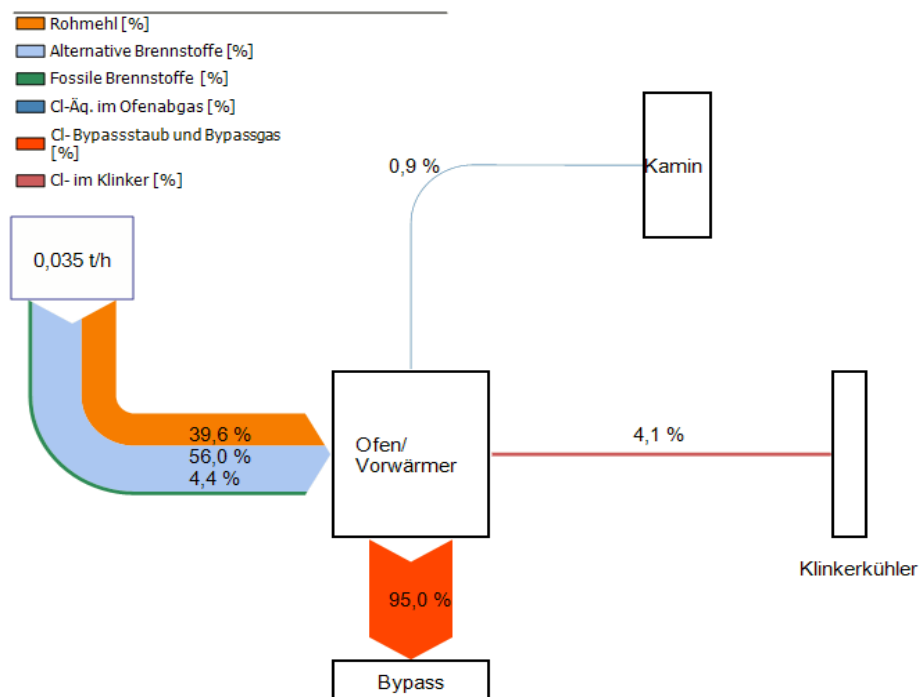 Rohmehl [%]
Alternative Brennstoffe [%]
Fossile Brennstoffe [%]
Cl-Äq. im Ofenabgas [%]
Cl- Bypassstaub und Bypassgas
[%]
Cl- im Klinker [%]
0,9 %
Kamin
0,035 t/h
39,6 %
56,0 %
4,4 %
Ofen/
Vorwärmer
4,1 %
Klinkerkühler
95,0 %
Bypass